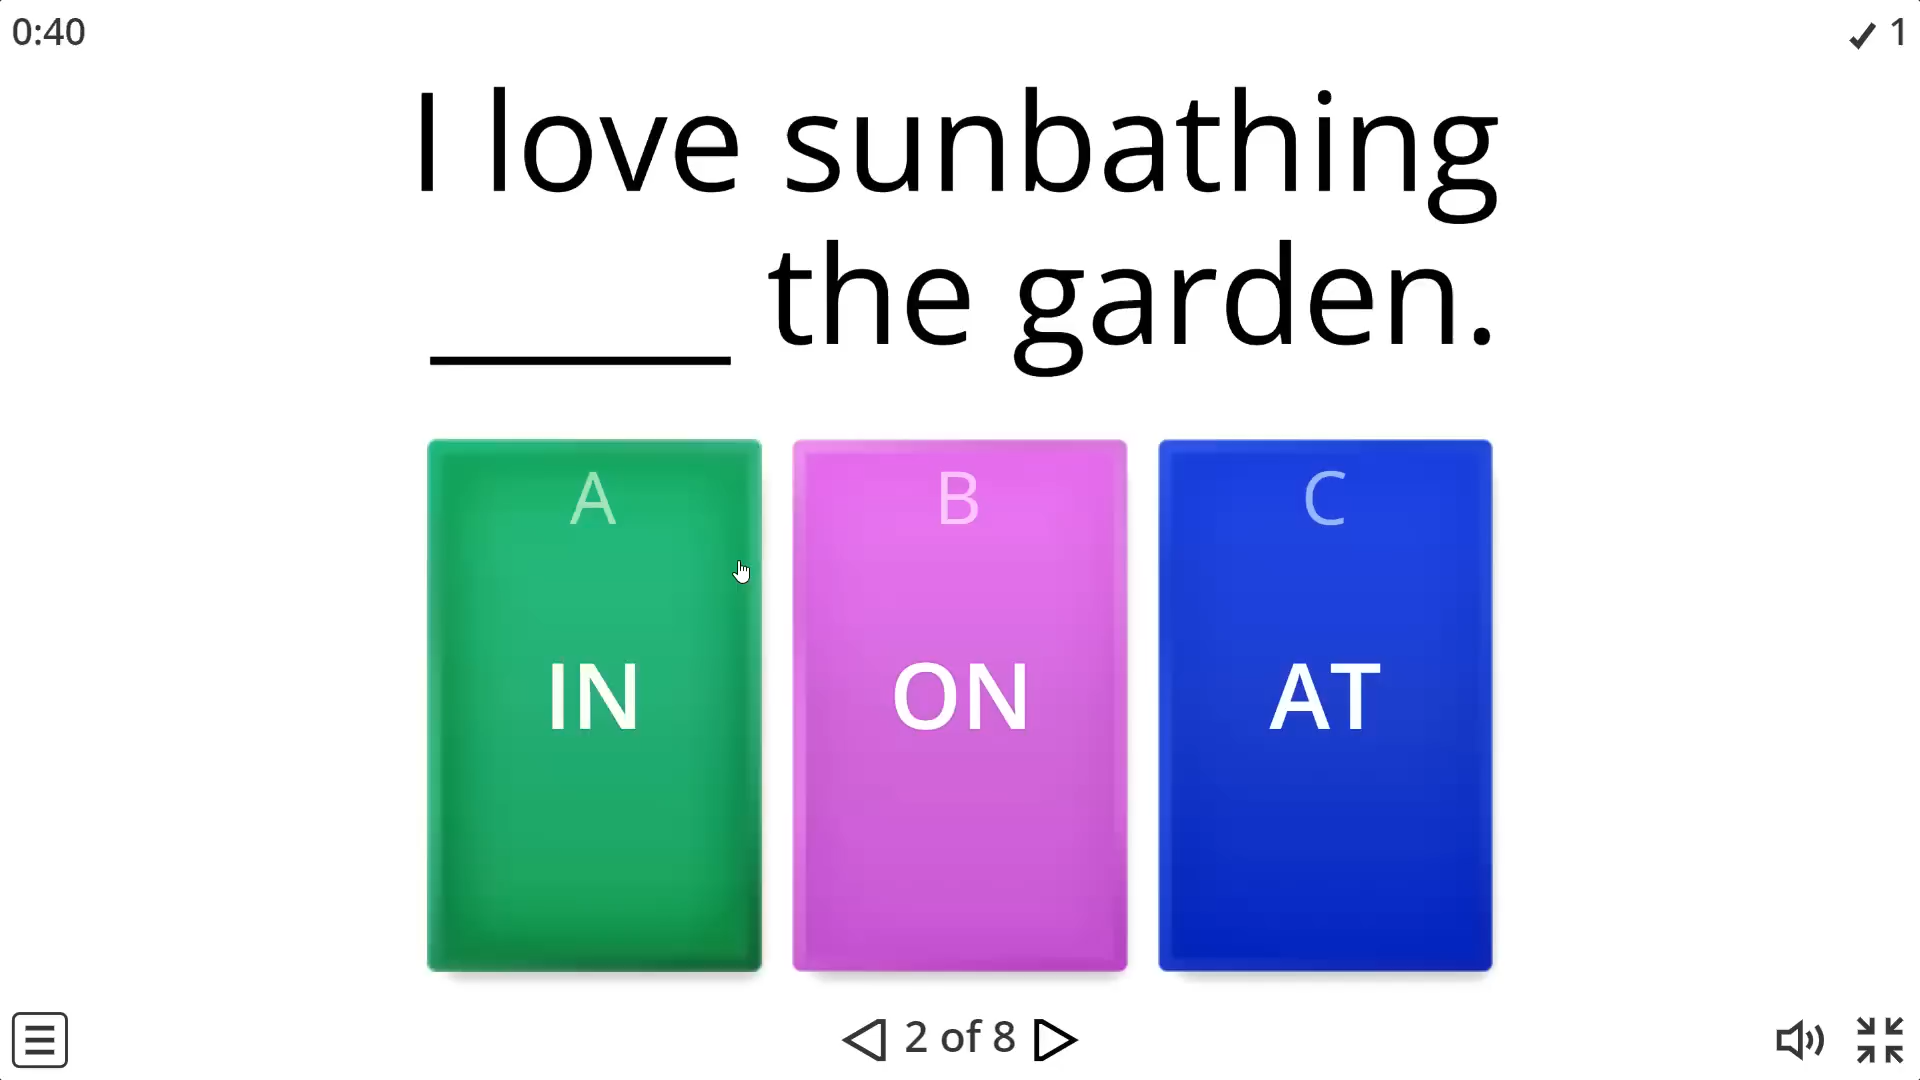 0:40
✓ 1
I love sunbathing
_____ the garden.
A
IN
B
ON
C
AT
2 of 8